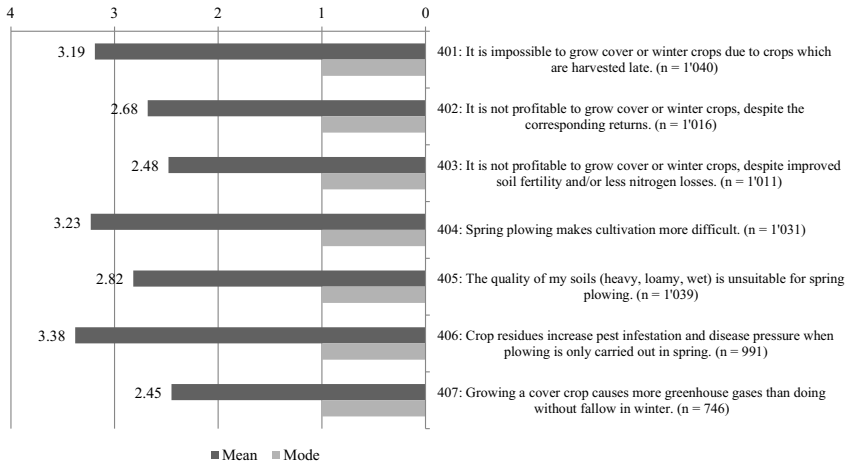 4 3 2 1 0
3.19
401: It is impossible to grow cover or winter crops due to crops which
are harvested late. (n = 1'040)
2.68
402: It is not profitable to grow cover or winter crops, despite the
corresponding returns. (n = 1'016)
2.48
403: It is not profitable to grow cover or winter crops, despite improved
soil fertility and/or less nitrogen losses. (n = 1'011)
3.23
404: Spring plowing makes cultivation more difficult. (n = 1'031)
2.82
405: The quality of my soils (heavy, loamy, wet) is unsuitable for spring
plowing. (n = 1'039)
3.38
406: Crop residues increase pest infestation and disease pressure when
plowing is only carried out in spring. (n = 991)
2.45
407: Growing a cover crop causes more greenhouse gases than doing
without fallow in winter. (n = 746)
Mean Mode